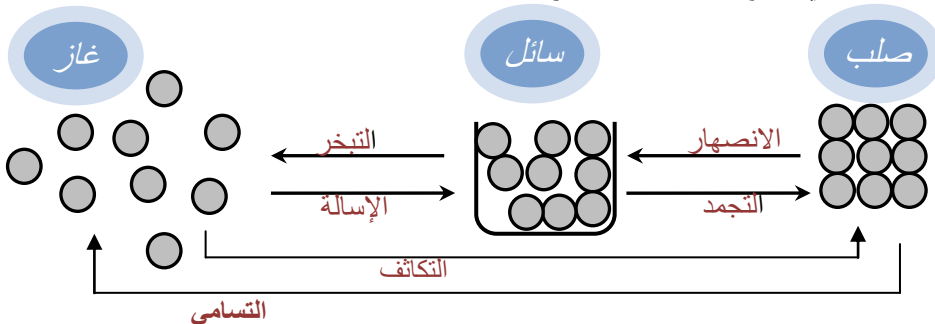 صلب
سائل
غاز
الانصهار
التبخر
التجمد
الإسالة
التكاثف
التسامي